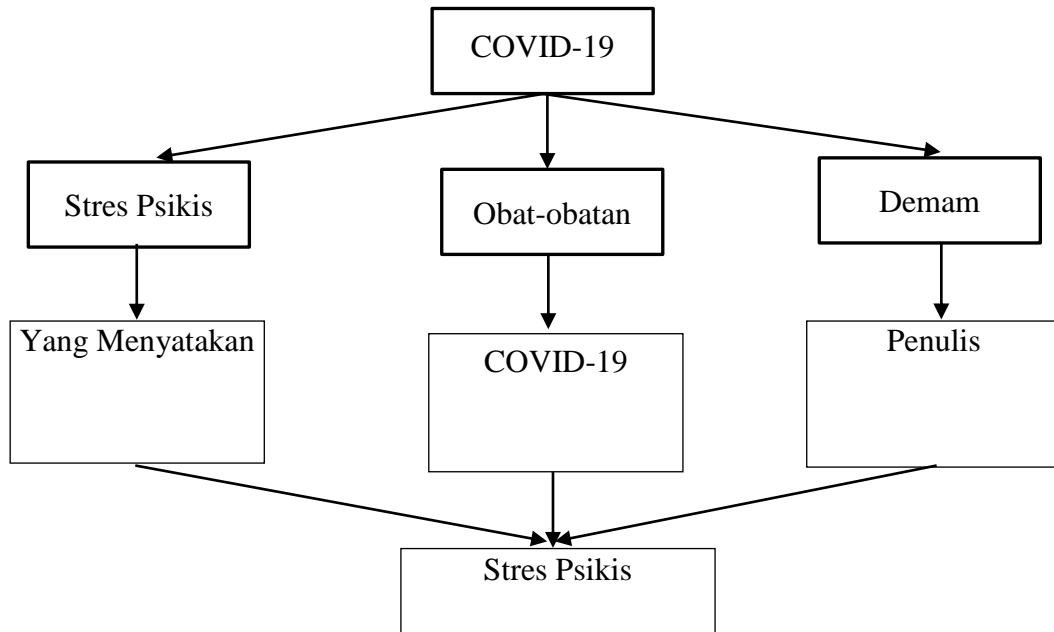 COVID-19
Stres Psikis
Obat-obatan
Demam
Yang Menyatakan
COVID-19
Penulis
Stres Psikis